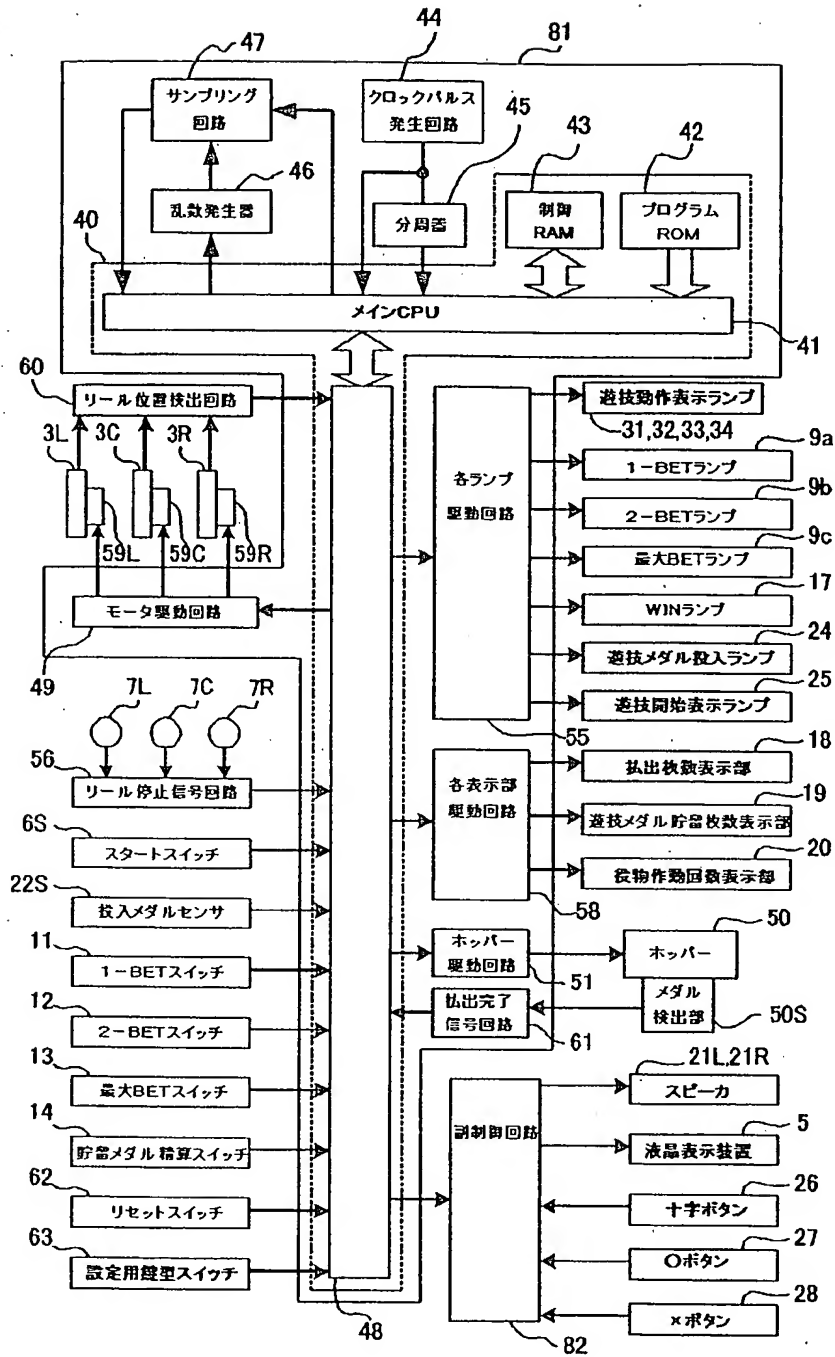 47
44
81
サンプリング
回路
クロックパルス
発生回路
45
43
42
46
乱数発生器
分周器
制御
RAM
プログラム
ROM
40
メインCPU
41
60
リール位置検出回路
3L
3C
3R
59L
59C
59R
モータ駆動回路
49
7L
7C
7R
56
リール停止信号回路
6S
スタートスイッチ
22S
投入メダルセンサ
11
1-BETスイッチ
12
2-BETスイッチ
13
最大BETスイッチ
14
貯留メダル精算スイッチ
62
リセットスイッチ
63
設定用鍵型スイッチ
48
各ランプ
駆動回路
55
遊技動作表示ランプ
31,32,33,34
9a
1-BETランプ
9b
2-BETランプ
9c
最大BETランプ
17
WINランプ
24
遊技メダル投入ランプ
25
遊技開始表示ランプ
各表示部
駆動回路
58
18
払出枚数表示部
19
遊技メダル貯留枚数表示部
20
役物作動回数表示部
ホッパー
駆動回路
51
50
ホッパー
メダル
検出部
50S
払出完了
信号回路
61
副制御回路
82
21L,21R
スピーカ
5
液晶表示装置
26
十字ボタン
27
○ボタン
28
×ボタン